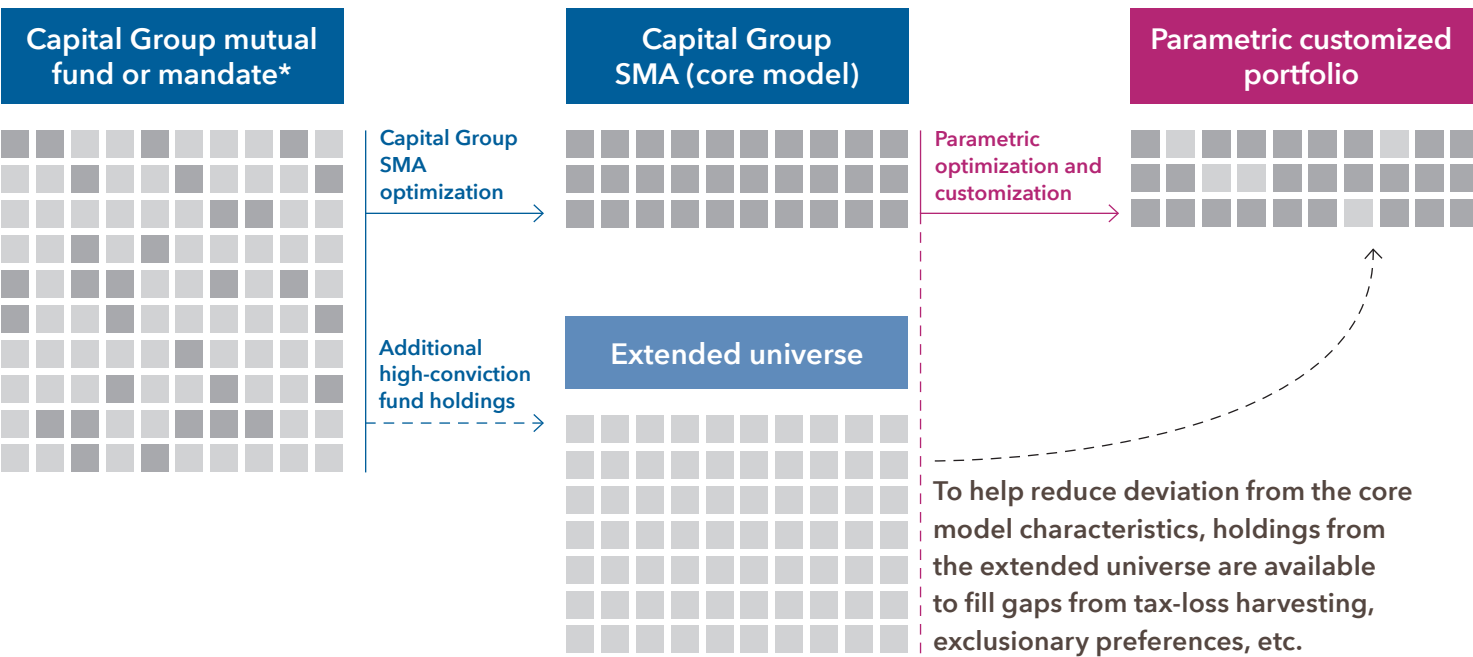 Capital Group mutual
fund or mandate*
Capital Group
SMA (core model)
Parametric customized
portfolio
Capital Group
SMA
optimization
Parametric
optimization and
customization
Additional
high-conviction
fund holdings
Extended universe
To help reduce deviation from the core
model characteristics, holdings from
the extended universe are available
to fill gaps from tax-loss harvesting,
exclusionary preferences, etc.